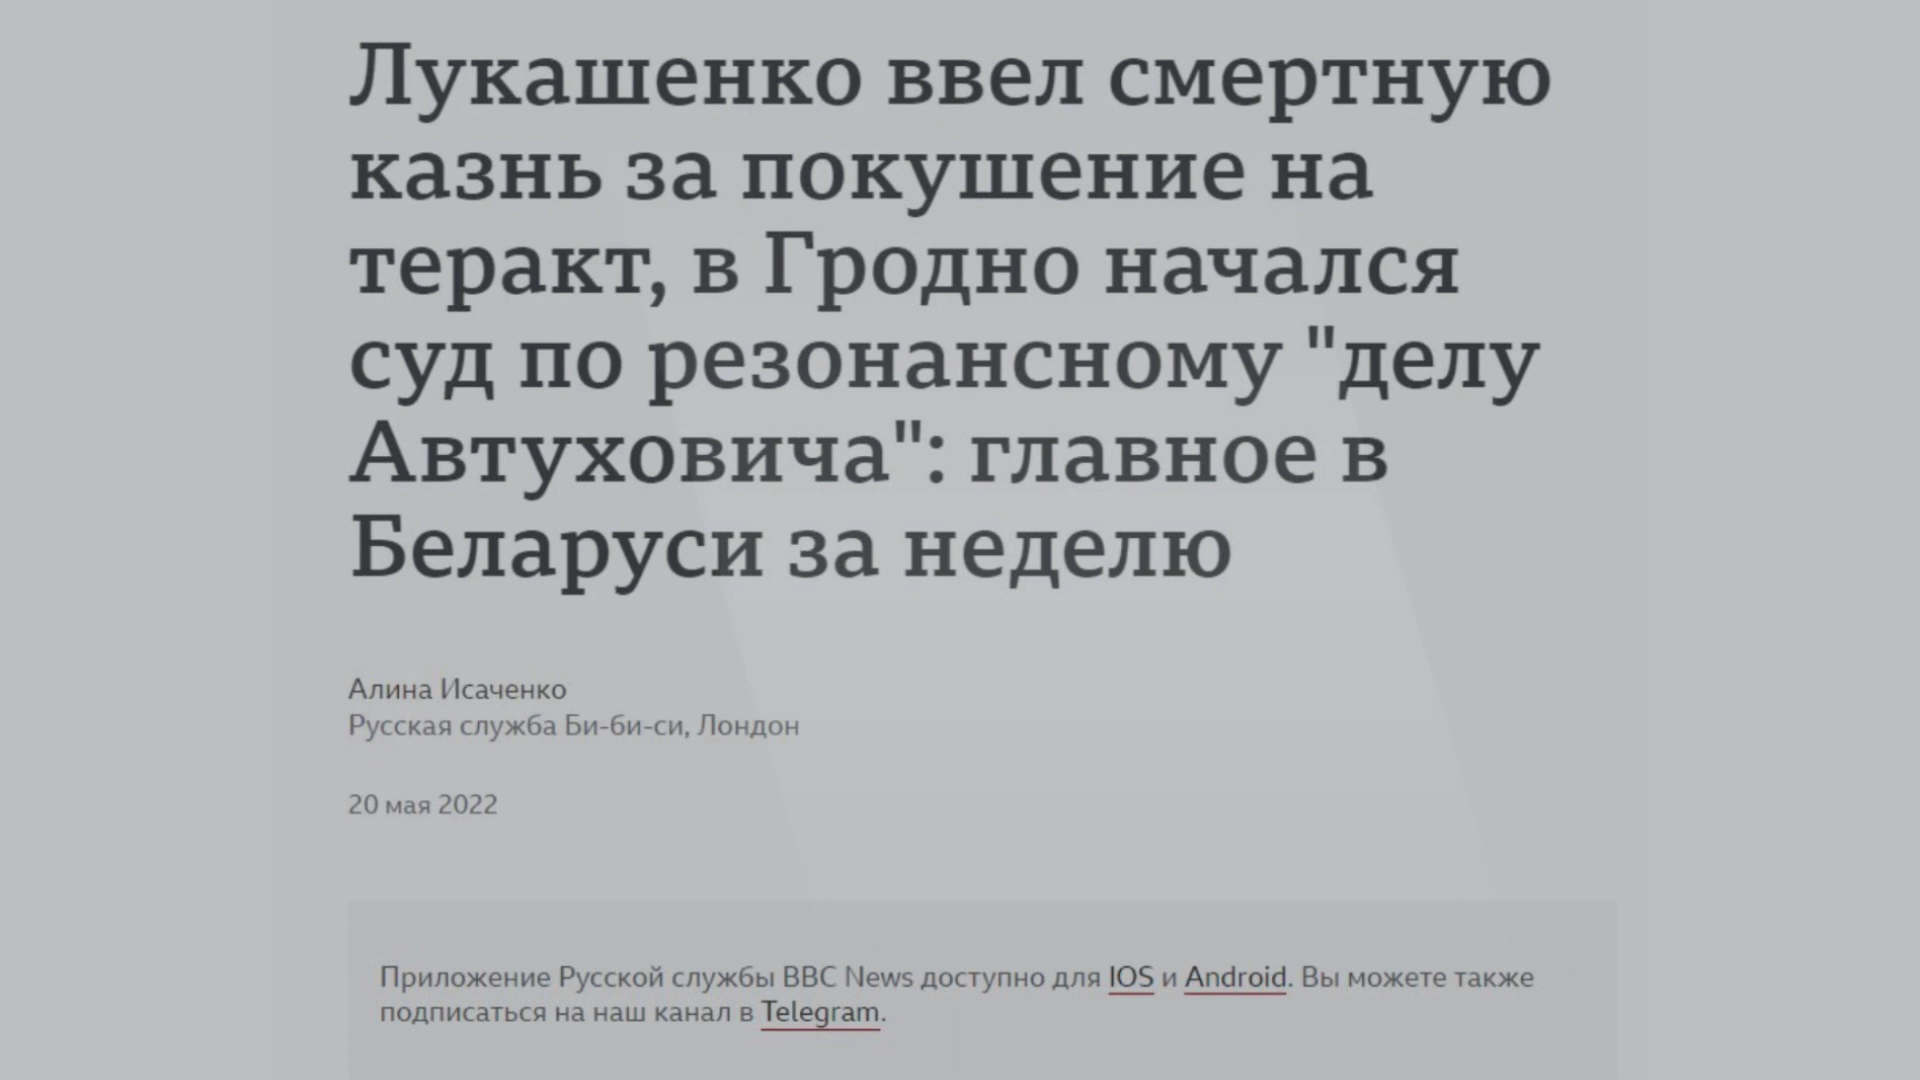 Лукашенко ввел смертную
казнь за покушение на
теракт, в Гродно начался
суд по резонансному "делу
Автуховича": главное в
Беларуси за неделю
Алина Исаченко
Русская служба Би-би-си, Лондон
20 мая 2022
Приложение Русской службы BBC News доступно для IOS и Android. Вы можете также
подписаться на наш канал в Telegram.